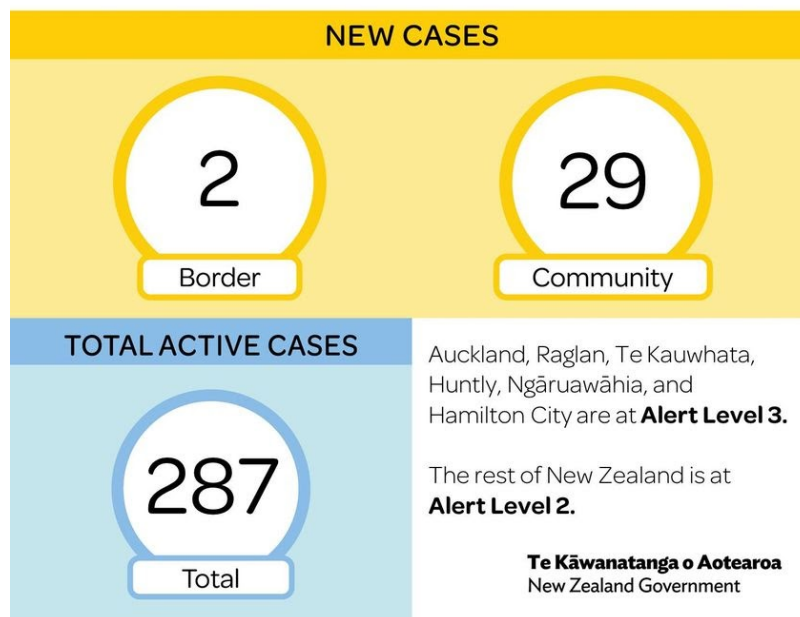 NEW CASES
2
Border
29
Community
TOTAL ACTIVE CASES
287
Total
Auckland, Raglan, Te Kauwhata,
Huntly, Ngāruawāhia, and
Hamilton City are at Alert Level 3.
The rest of New Zealand is at
Alert Level 2.
Te Kāwanatanga o Aotearoa
New Zealand Government